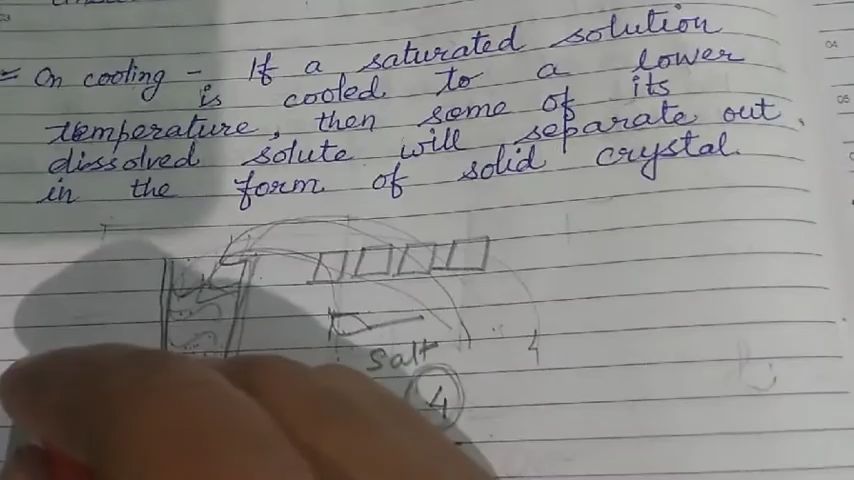 = On cooling - If a saturated solution
is cooled to a lower
temperature, then some of its
dissolved solute will separate out
in the form of solid crystal.
Salt
4
4